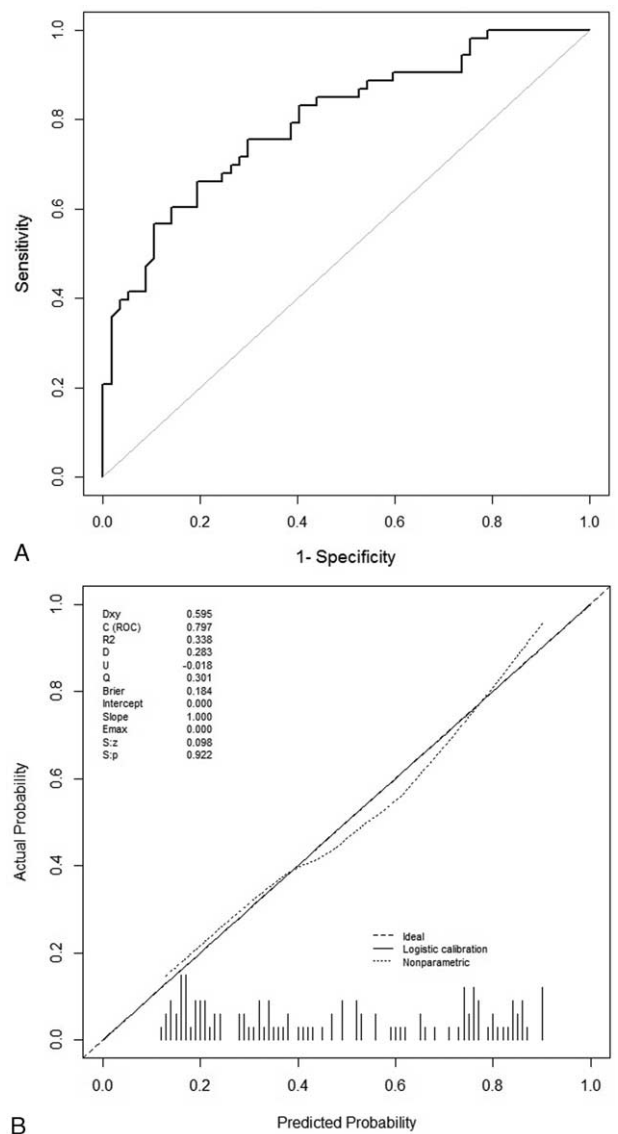 1.0
0.8
0.6
0.4
0.2
0.0
Sensitivity
0.0 0.2 0.4 0.6 0.8 1.0
A
1- Specificity
1.0
0.8
0.6
0.4
0.2
0.0
Actual Probability
Dxy 0.595
C (ROC) 0.797
R2 0.338
D 0.283
U -0.018
Q 0.301
Brier 0.184
Intercept 0.000
Slope 1.000
Emax 0.000
S:z 0.098
S:p 0.922
Ideal
Logistic calibration
Nonparametric
0.0 0.2 0.4 0.6 0.8 1.0
B
Predicted Probability